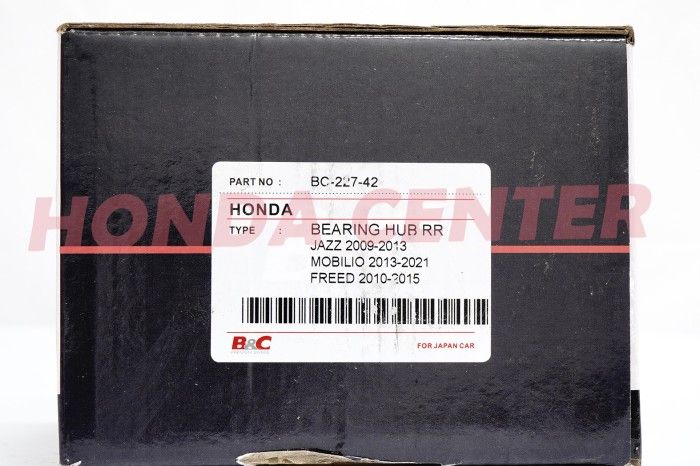 HONDA CENTER
PART NO : BC-227-42
HONDA
TYPE : BEARING HUB RR
JAZZ 2009-2013
MOBILIO 2013-2021
FREED 2010-2015
B&C
FOR JAPAN CAR